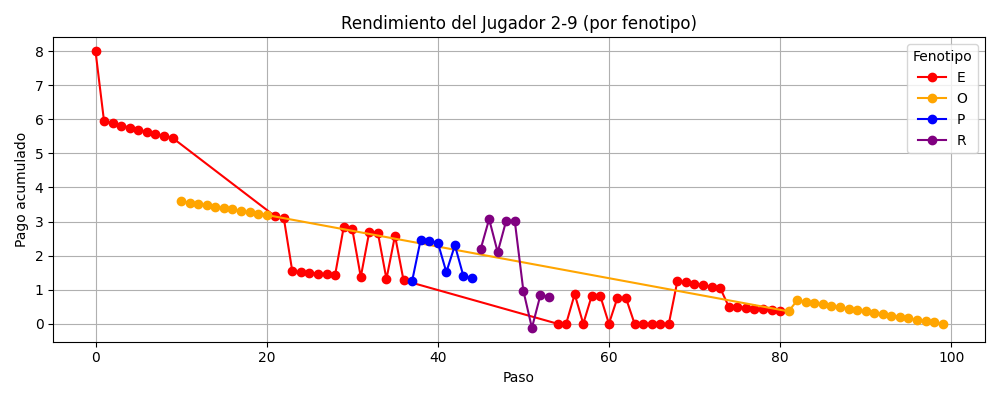 Rendimiento del Jugador 2-9 (por fenotipo)
Pago acumulado
8
7
6
5
4
3
2
1
0
Fenotipo
E
O
P
R
0 20 40 60 80 100
Paso